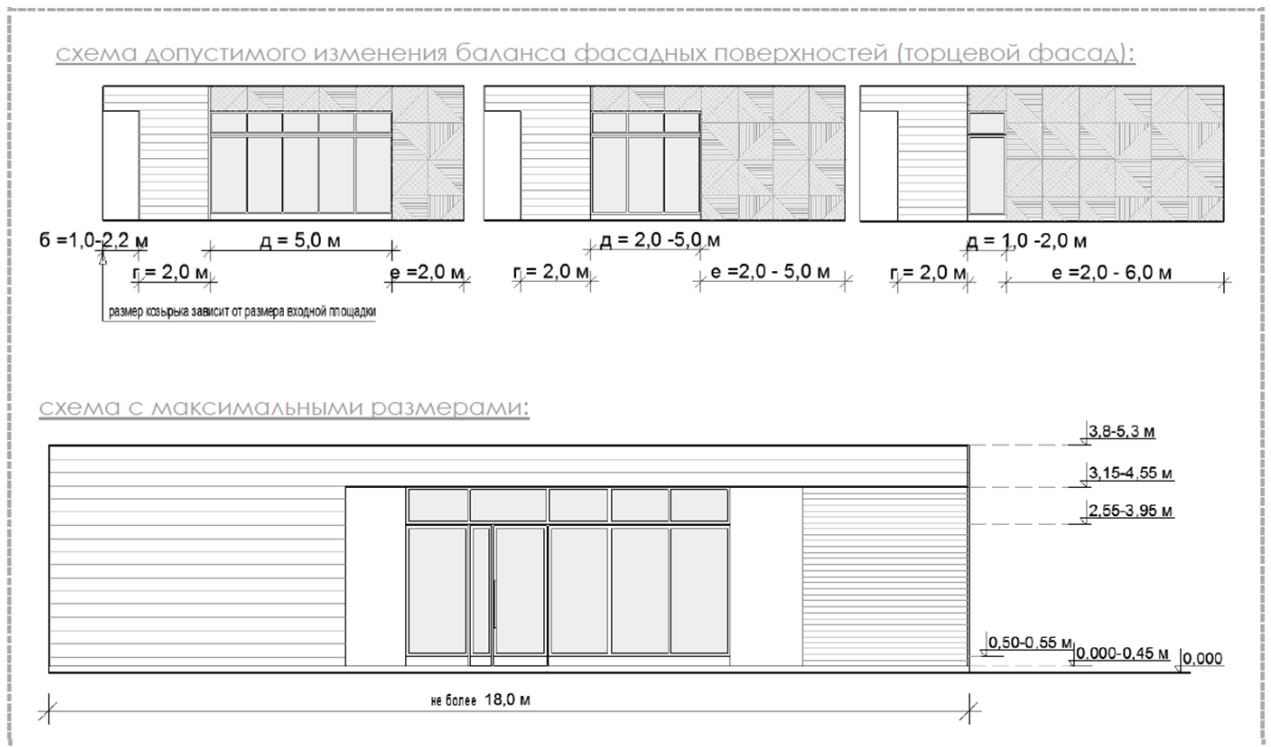 схема допустимого изменения баланса фасадных поверхностей (торцевой фасад):
б =1,0-2,2 м
д = 5,0 м
г = 2,0 м
е =2,0 м
размер козырька зависит от размера входной площадки
д = 2,0 -5,0 м
г = 2,0 м
е =2,0 - 5,0 м
д = 1,0 -2,0 м
г = 2,0 м
е =2,0 - 6,0 м
схема с максимальными размерами:
3,8-5,3 м
3,15-4,55 м
2,55-3,95 м
0,50-0,55 м
0,000-0,45 м
0,000
не более 18,0 м